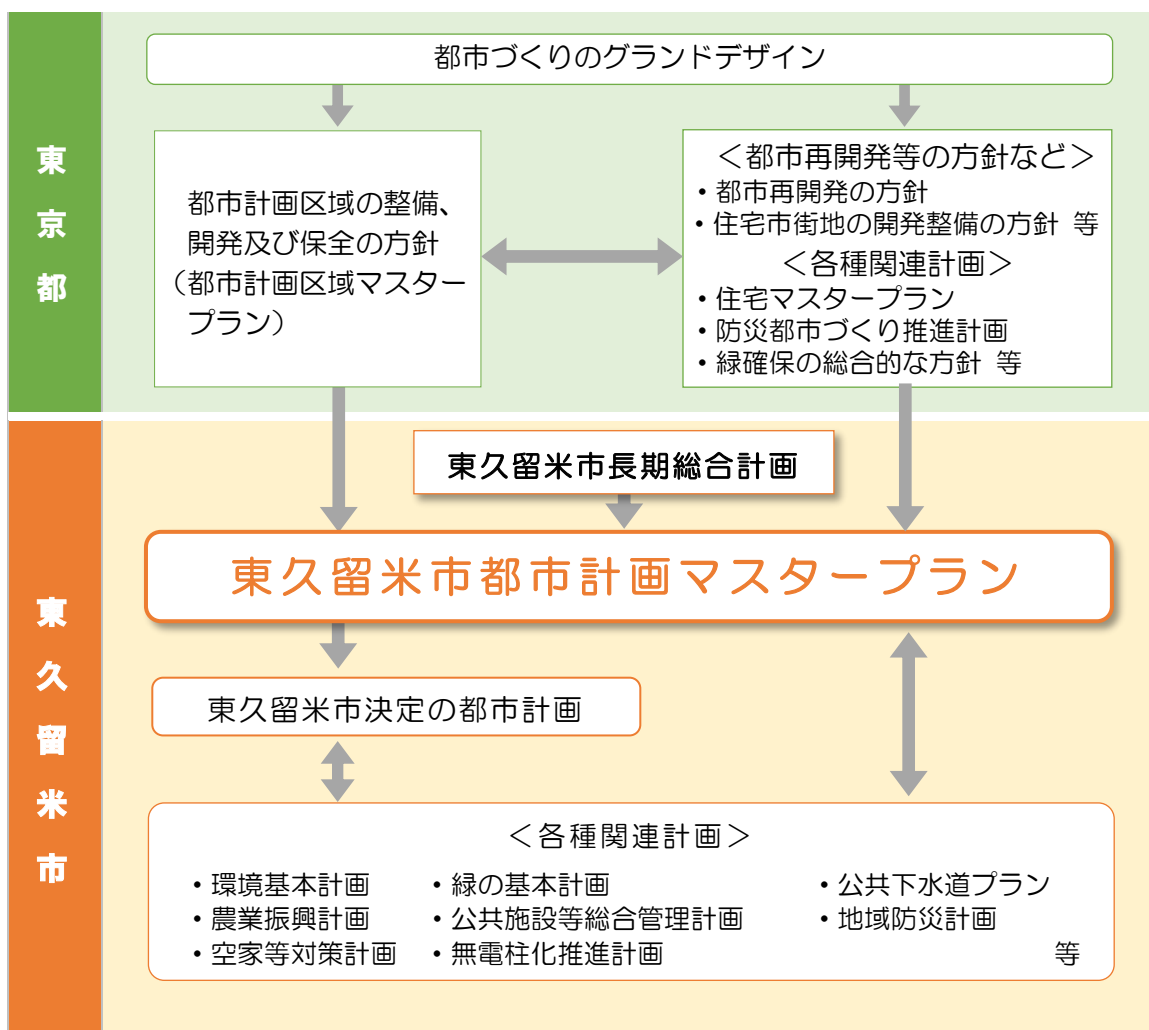 東京都
都市づくりのグランドデザイン
都市計画区域の整備、
開発及び保全の方針
（都市計画区域マスター
プラン）
＜都市再開発等の方針など＞
・都市再開発の方針
・住宅市街地の開発整備の方針 等
＜各種関連計画＞
・住宅マスタープラン
・防災都市づくり推進計画
・緑確保の総合的な方針 等
東久留米市
東久留米市長期総合計画
東久留米市都市計画マスタープラン
東久留米市決定の都市計画
＜各種関連計画＞
・環境基本計画
・農業振興計画
・空家等対策計画
・緑の基本計画
・公共施設等総合管理計画
・無電柱化推進計画
・公共下水道プラン
・地域防災計画
等